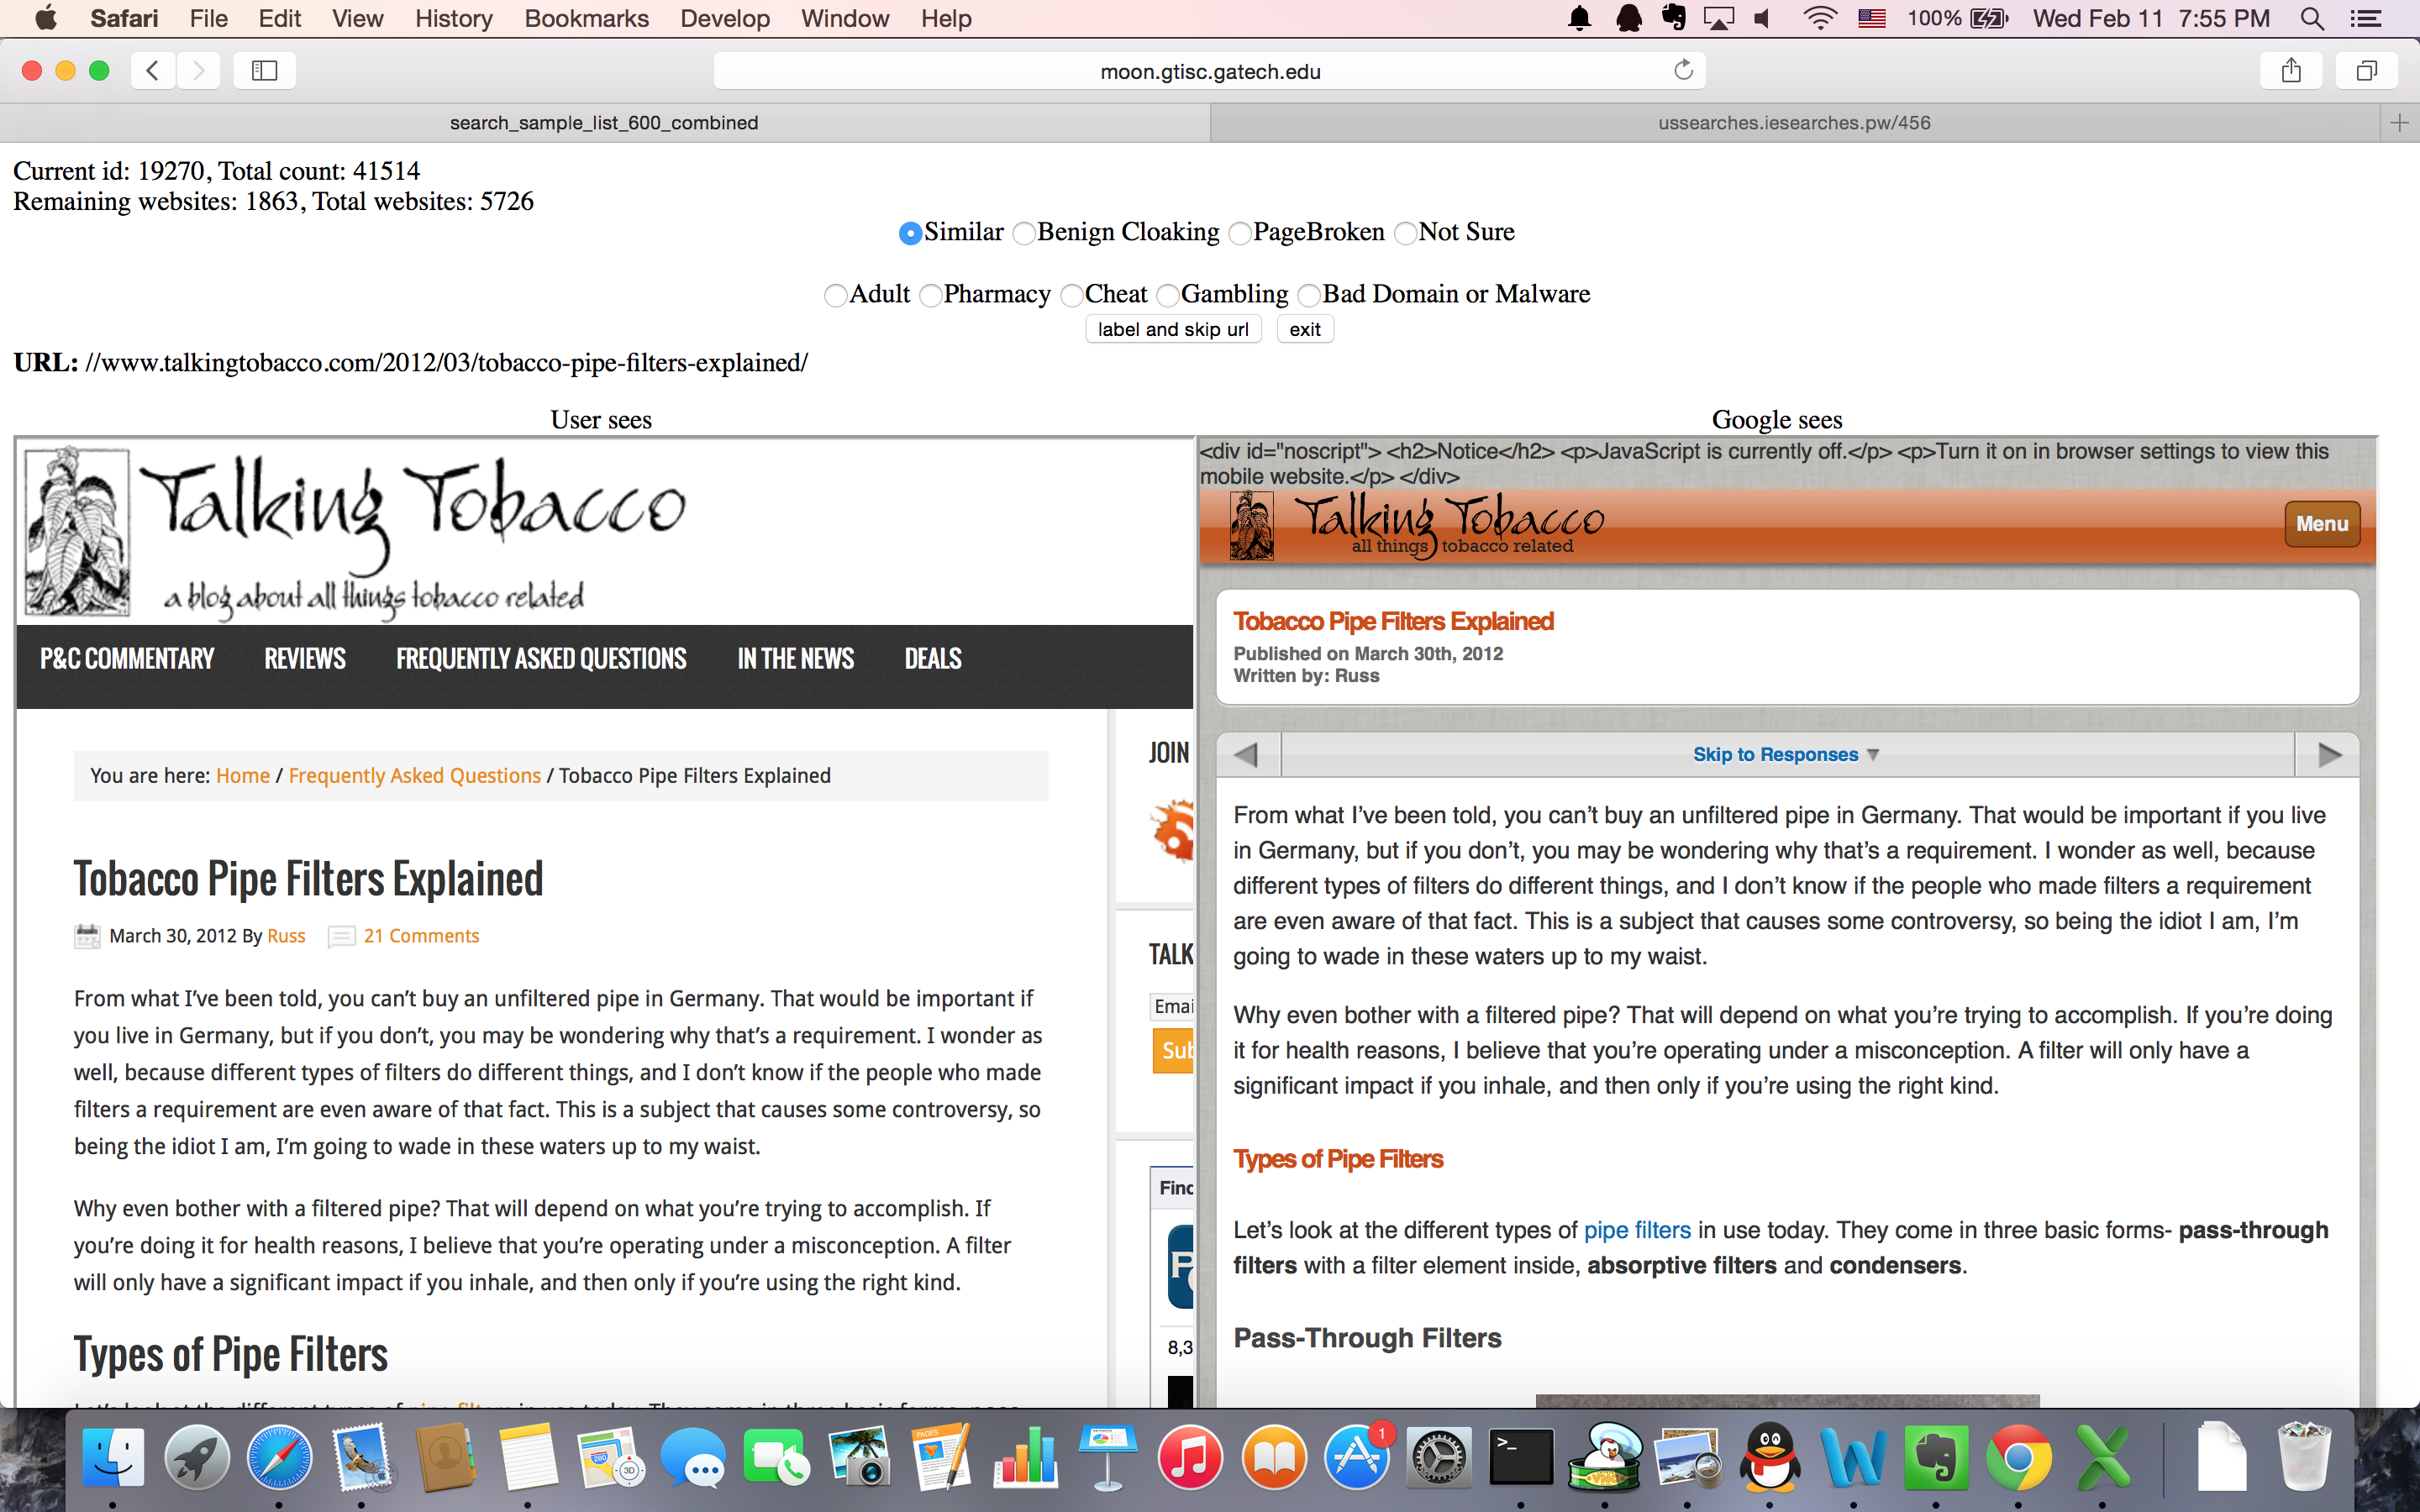 Safari File Edit View History Bookmarks Develop Window Help 100% Wed Feb 11 7:55 PM
moon.gtisc.gatech.edu
search_sample_list_600_combined ussearches.iesearches.pw/456
Current id: 19270, Total count: 41514
Remaining websites: 1863, Total websites: 5726
Similar Benign Cloaking PageBroken Not Sure
Adult Pharmacy Cheat Gambling Bad Domain or Malware
label and skip url exit
URL: //www.talkingtobacco.com/2012/03/tobacco-pipe-filters-explained/
User sees
Talking Tobacco
a blog about all things tobacco related
P&C COMMENTARY REVIEWS FREQUENTLY ASKED QUESTIONS IN THE NEWS DEALS
You are here: Home / Frequently Asked Questions / Tobacco Pipe Filters Explained
Tobacco Pipe Filters Explained
March 30, 2012 By Russ 21 Comments
From what I've been told, you can't buy an unfiltered pipe in Germany. That would be important if
you live in Germany, but if you don't, you may be wondering why that's a requirement. I wonder as
well, because different types of filters do different things, and I don't know if the people who made
filters a requirement are even aware of that fact. This is a subject that causes some controversy, so
being the idiot I am, I'm going to wade in these waters up to my waist.
Why even bother with a filtered pipe? That will depend on what you're trying to accomplish. If
you're doing it for health reasons, I believe that you're operating under a misconception. A filter
will only have a significant impact if you inhale, and then only if you're using the right kind.
Types of Pipe Filters
JOIN
TALK
Emai
Sub
Find
8,3
Google sees
<div id="noscript"> <h2>Notice</h2> <p>JavaScript is currently off.</p> <p>Turn it on in browser settings to view this
mobile website.</p> </div>
Talking Tobacco
all things tobacco related
Menu
Tobacco Pipe Filters Explained
Published on March 30th, 2012
Written by: Russ
Skip to Responses
From what I've been told, you can't buy an unfiltered pipe in Germany. That would be important if you live
in Germany, but if you don't, you may be wondering why that's a requirement. I wonder as well, because
different types of filters do different things, and I don't know if the people who made filters a requirement
are even aware of that fact. This is a subject that causes some controversy, so being the idiot I am, I'm
going to wade in these waters up to my waist.
Why even bother with a filtered pipe? That will depend on what you're trying to accomplish. If you're doing
it for health reasons, I believe that you're operating under a misconception. A filter will only have a
significant impact if you inhale, and then only if you're using the right kind.
Types of Pipe Filters
Let's look at the different types of pipe filters in use today. They come in three basic forms- pass-through
filters with a filter element inside, absorptive filters and condensers.
Pass-Through Filters
PAGES
1